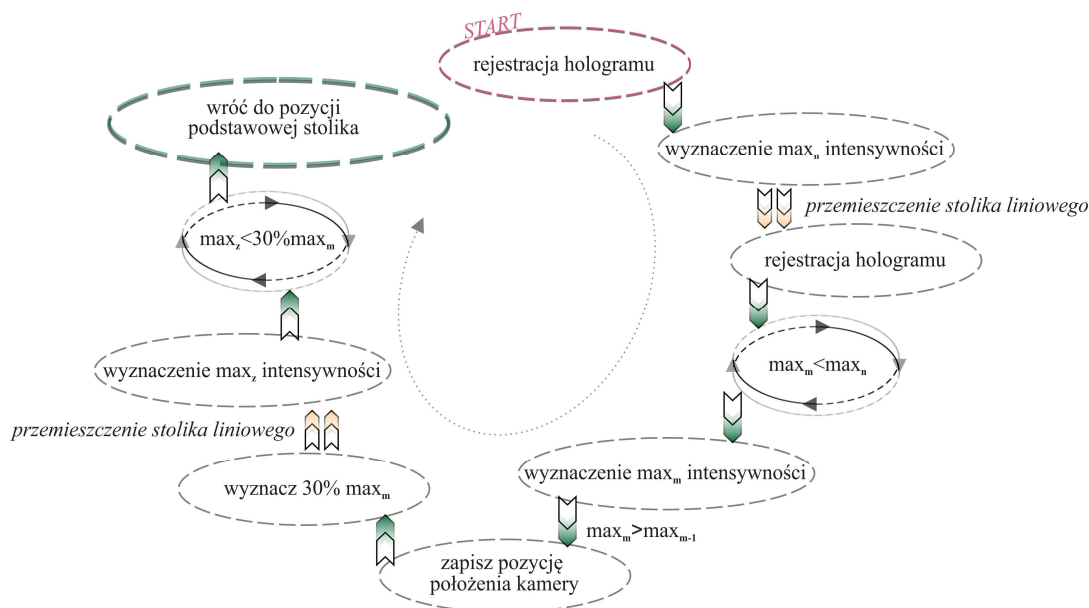 START
rejestracja hologramu
wyznaczenie maxₙ intensywności
przemieszczenie stolika liniowego
rejestracja hologramu
maxₘ<maxₙ
wyznaczenie maxₘ intensywności
maxₘ>maxₘ₋₁
zapisz pozycję
położenia kamery
wyznacz 30% maxₘ
przemieszczenie stolika liniowego
wyznaczenie max_z intensywności
max_z<30%maxₘ
wróć do pozycji
podstawowej stolika